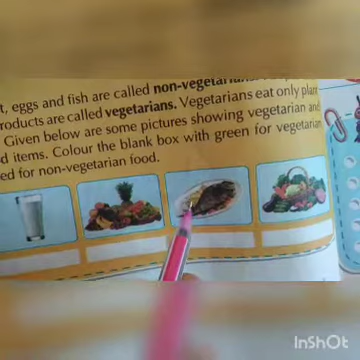 t, eggs and fish are called non-vegetarians.
roducts are called vegetarians. Vegetarians eat only plant
Given below are some pictures showing vegetarian and
d items. Colour the blank box with green for vegetarian
ed for non-vegetarian food.
InShOt